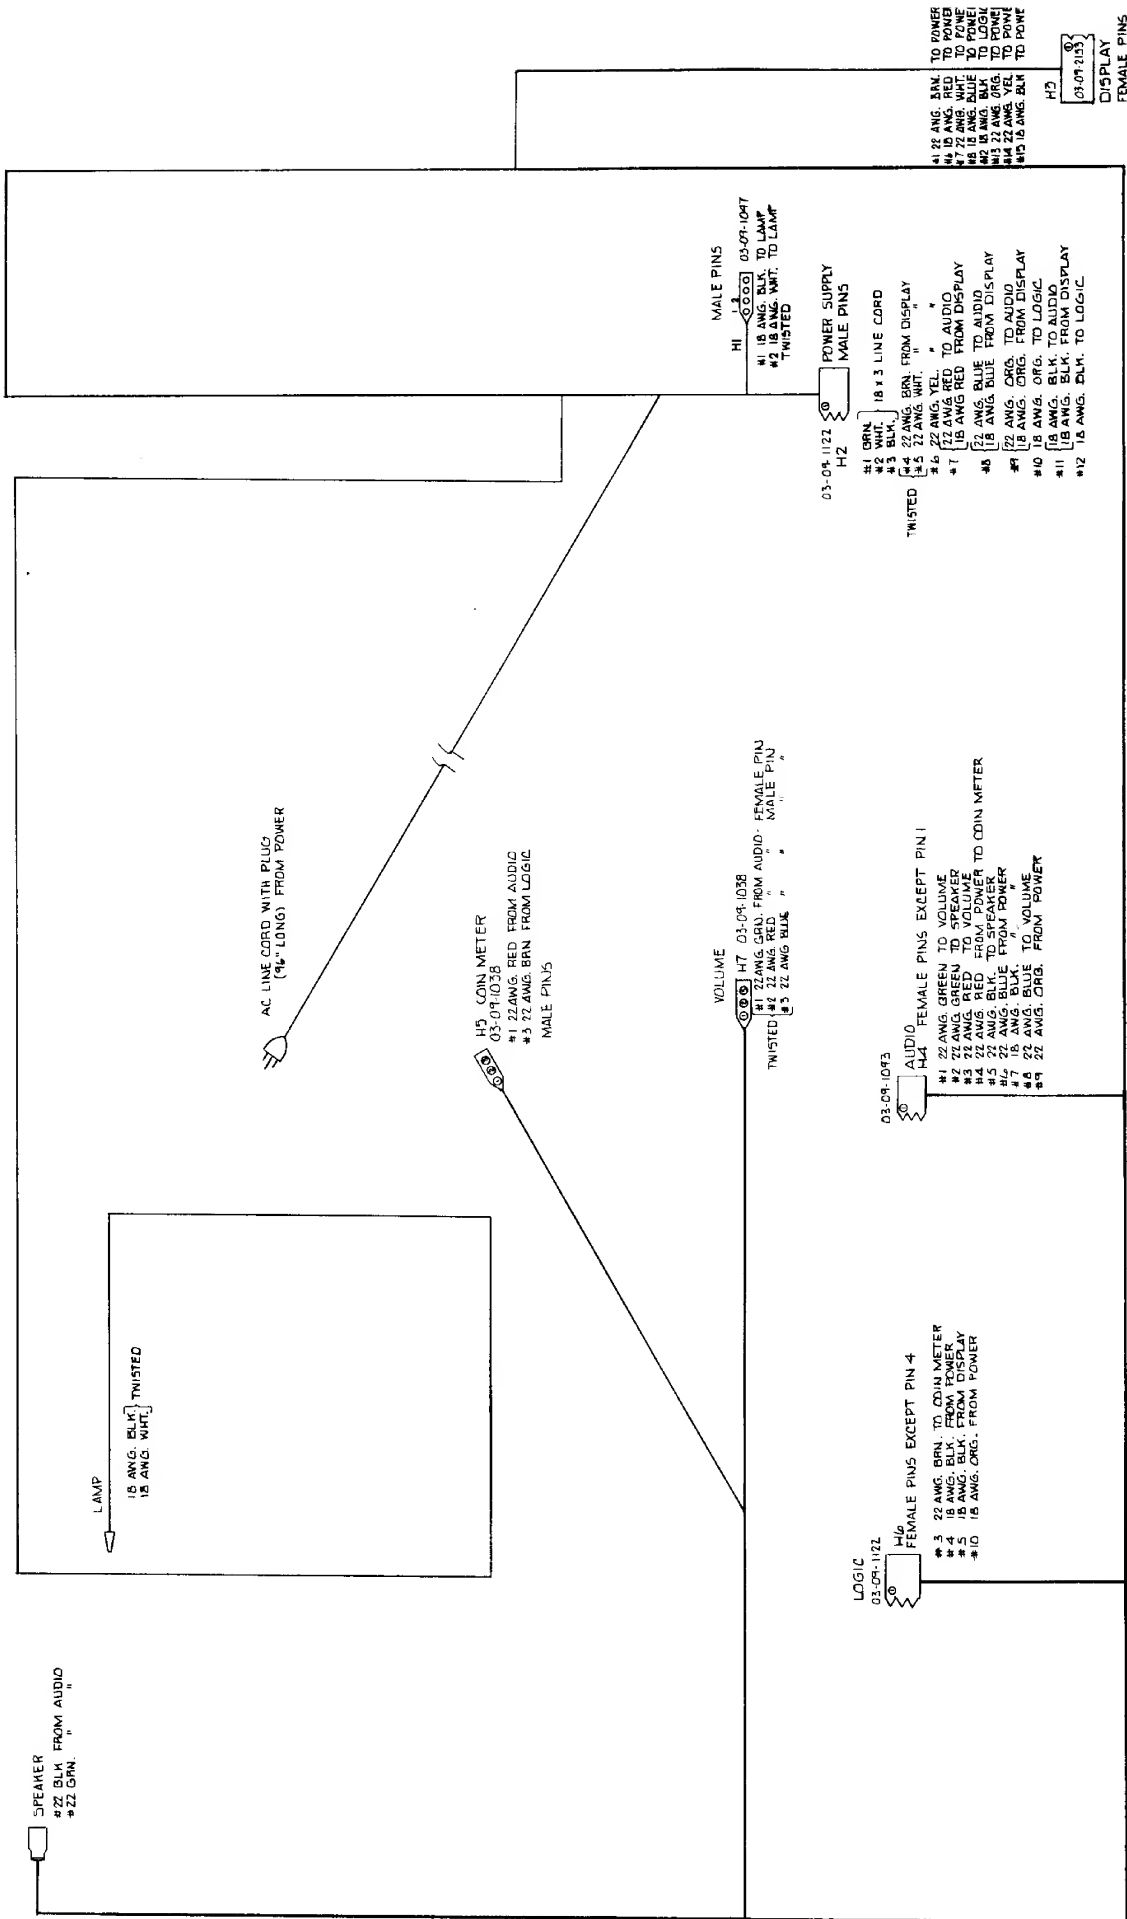 SPEAKER
#22 BLK FROM AUDIO
#22 GRN. " "
LAMP
18 AWG. BLK.} TWISTED
18 AWG. WHT.}
AC LINE CORD WITH PLUG
(96" LONG) FROM POWER
H5 COIN METER
03-09-1038
#1 22 AWG. RED FROM AUDIO
#3 22 AWG. BRN FROM LOGIC
MALE PINS
VOLUME
H7 03-09-1038
TWISTED {#1 22 AWG. GRN. FROM AUDIO - FEMALE PIN
#2 22 AWG. RED " " MALE PIN
#3 22 AWG BLUE " " " "
LOGIC
03-09-1122
H6
FEMALE PINS EXCEPT PIN 4
#3 22 AWG. BRN. TO COIN METER
#4 18 AWG. BLK. FROM POWER
#5 18 AWG. BLK. FROM DISPLAY
#10 18 AWG. ORG. FROM POWER
03-09-1093
AUDIO
H4 FEMALE PINS EXCEPT PIN 1
#1 22 AWG. GREEN TO VOLUME
#2 22 AWG. GREEN TO SPEAKER
#3 22 AWG. RED TO VOLUME
#4 22 AWG. RED FROM POWER TO COIN METER
#5 22 AWG. BLK. TO SPEAKER
#6 22 AWG. BLUE FROM POWER
#7 18 AWG. BLK. " "
#8 22 AWG. BLUE TO VOLUME
#9 22 AWG. ORG. FROM POWER
MALE PINS
H1
1 2
03-09-1047
#1 18 AWG. BLK. TO LAMP
#2 18 AWG. WHT. TO LAMP
TWISTED
03-09-1122
H2
POWER SUPPLY
MALE PINS
#1 GRN.
#2 WHT.} 18 x 3 LINE CORD
#3 BLK.
TWISTED {#4 22 AWG. BRN. FROM DISPLAY
#5 22 AWG. WHT. " "
#6 22 AWG. YEL. " "
#7 {22 AWG RED TO AUDIO
18 AWG RED FROM DISPLAY
#8 {22 AWG. BLUE TO AUDIO
18 AWG. BLUE FROM DISPLAY
#9 {22 AWG. ORG. TO AUDIO
18 AWG. ORG. FROM DISPLAY
#10 18 AWG. ORG. TO LOGIC
#11 {18 AWG. BLK. TO AUDIO
18 AWG. BLK. FROM DISPLAY
#12 18 AWG. BLK. TO LOGIC
#1 22 AWG. BRN. TO POWER
#6 18 AWG. RED TO POWER
#7 22 AWG. WHT. TO POWE
#8 18 AWG. BLUE TO POWE
#12 18 AWG. BLK TO LOGI
#13 22 AWG. ORG. TO POWE
#14 22 AWG. YEL. TO POWE
#15 18 AWG. BLK TO POWE
H3
03-09-2153
DISPLAY
FEMALE PINS